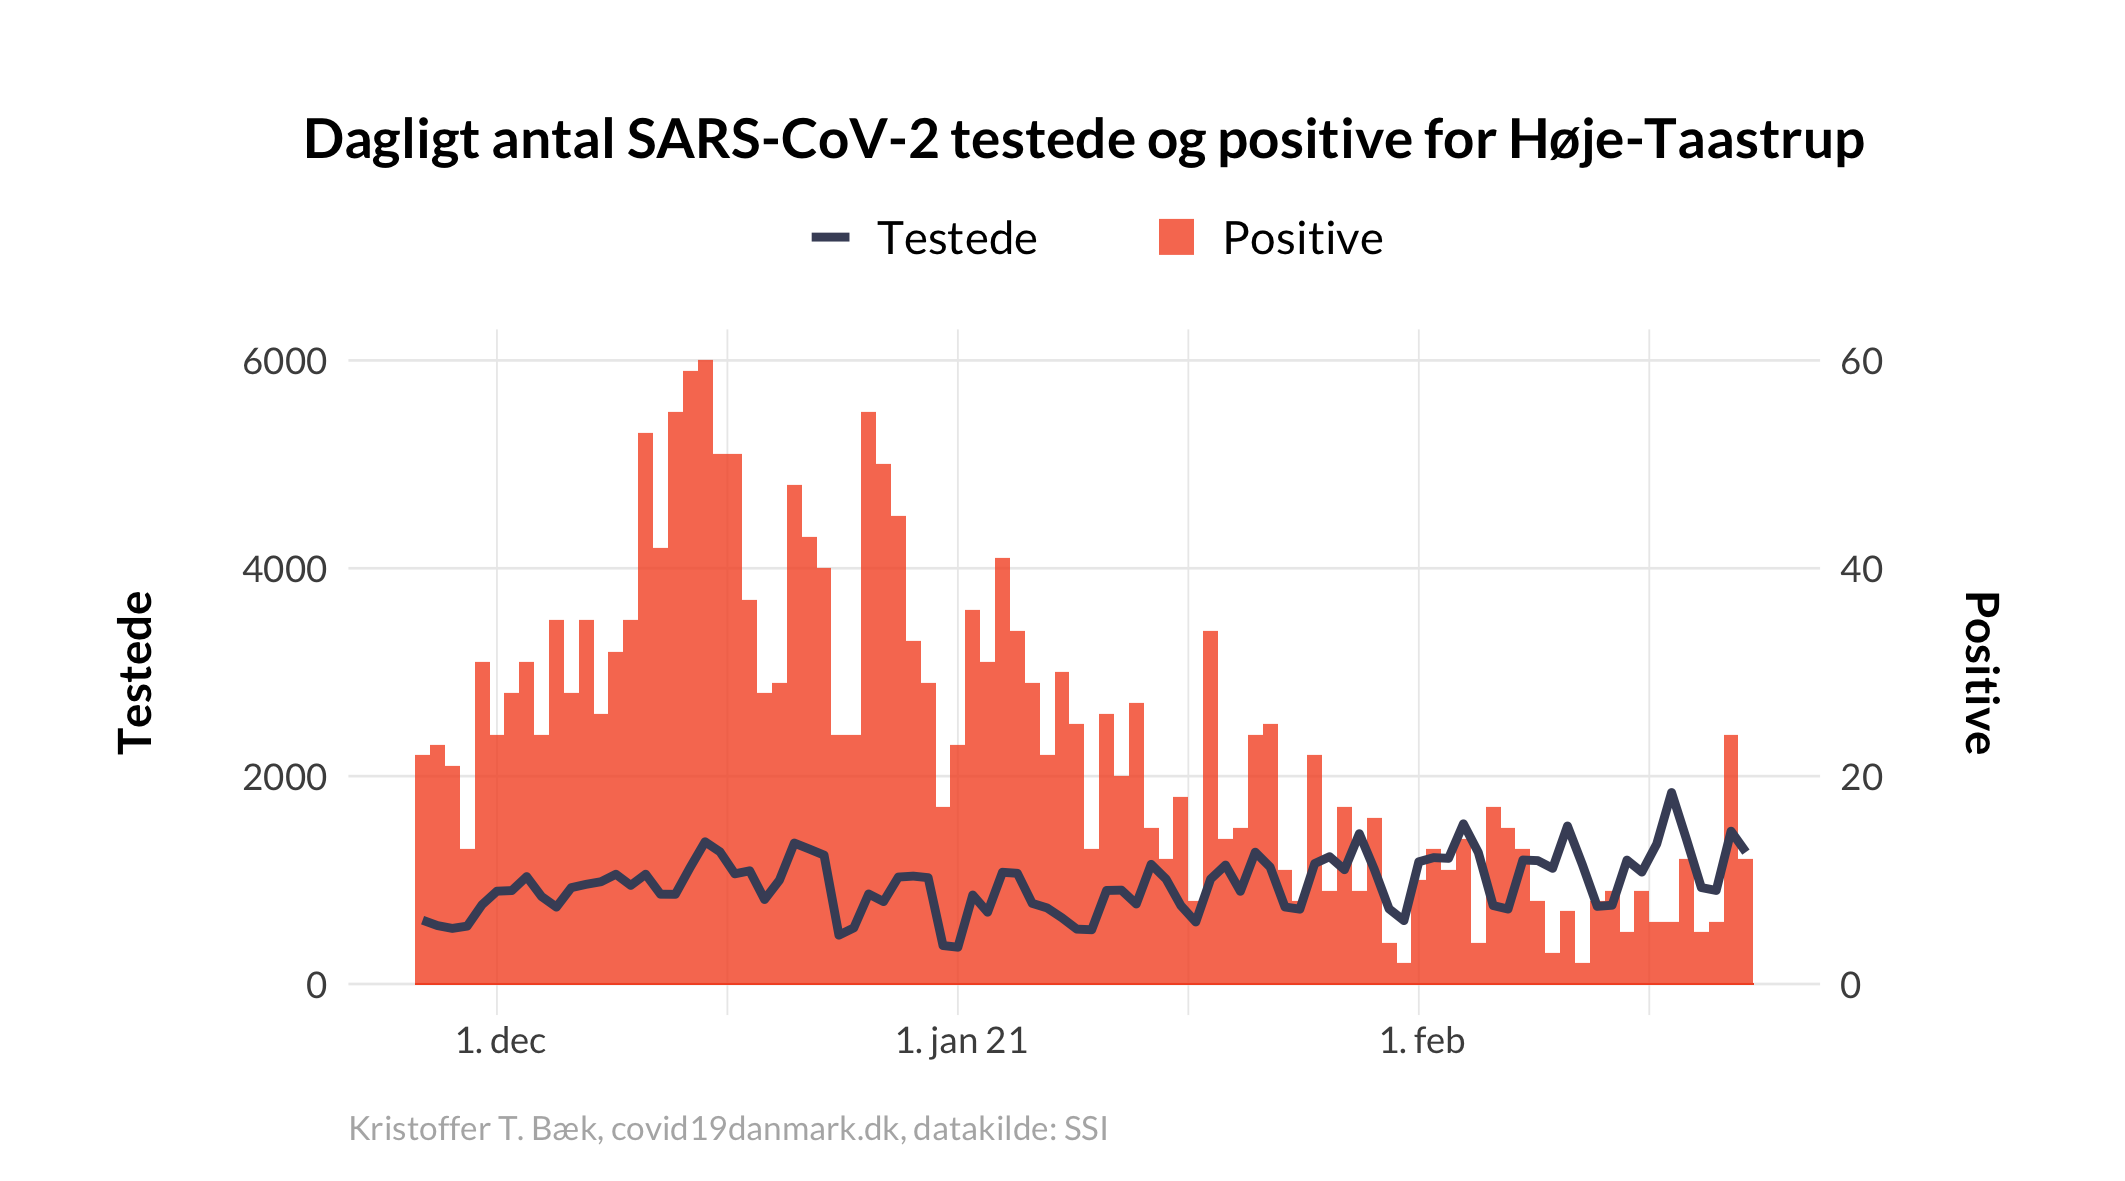 Dagligt antal SARS-CoV-2 testede og positive for Høje-Taastrup
Testede
Positive
6000
4000
2000
0
Testede
60
40
20
0
Positive
1. dec
1. jan 21
1. feb
Kristoffer T. Bæk, covid19danmark.dk, datakilde: SSI